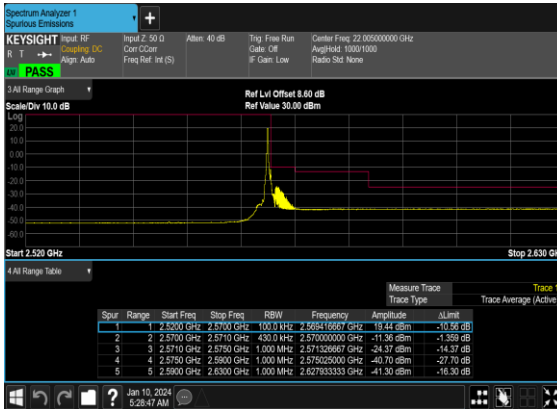 Spectrum Analyzer 1
Spurious Emissions
+
KEYSIGHT Input: RF Input Z: 50 Ω Atten: 40 dB Trig: Free Run Center Freq: 22.005000000 GHz
R T Coupling: DC Corr CCorr Gate: Off Avg|Hold: 1000/1000
Align: Auto Freq Ref: Int (S) IF Gain: Low Radio Std: None
PASS
3 All Range Graph
Ref Lvl Offset 8.60 dB
Scale/Div 10.0 dB Ref Value 30.00 dBm
Log
20.0
10.0
0.00
-10.0
-20.0
-30.0
-40.0
-50.0
-60.0
Start 2.520 GHz Stop 2.630 GH
4 All Range Table
Measure Trace Trace 1
Trace Type Trace Average (Active
Spur Range Start Freq Stop Freq RBW Frequency Amplitude ΔLimit
1 1 2.5200 GHz 2.5700 GHz 100.0 kHz 2.569416667 GHz 19.44 dBm -10.56 dB
2 2 2.5700 GHz 2.5710 GHz 430.0 kHz 2.570000000 GHz -11.36 dBm -1.359 dB
3 3 2.5710 GHz 2.5750 GHz 1.000 MHz 2.571326667 GHz -24.37 dBm -14.37 dB
4 4 2.5750 GHz 2.5900 GHz 1.000 MHz 2.575025000 GHz -40.70 dBm -27.70 dB
5 5 2.5900 GHz 2.6300 GHz 1.000 MHz 2.627933333 GHz -41.30 dBm -16.30 dB
?
Jan 10, 2024
5:28:47 AM